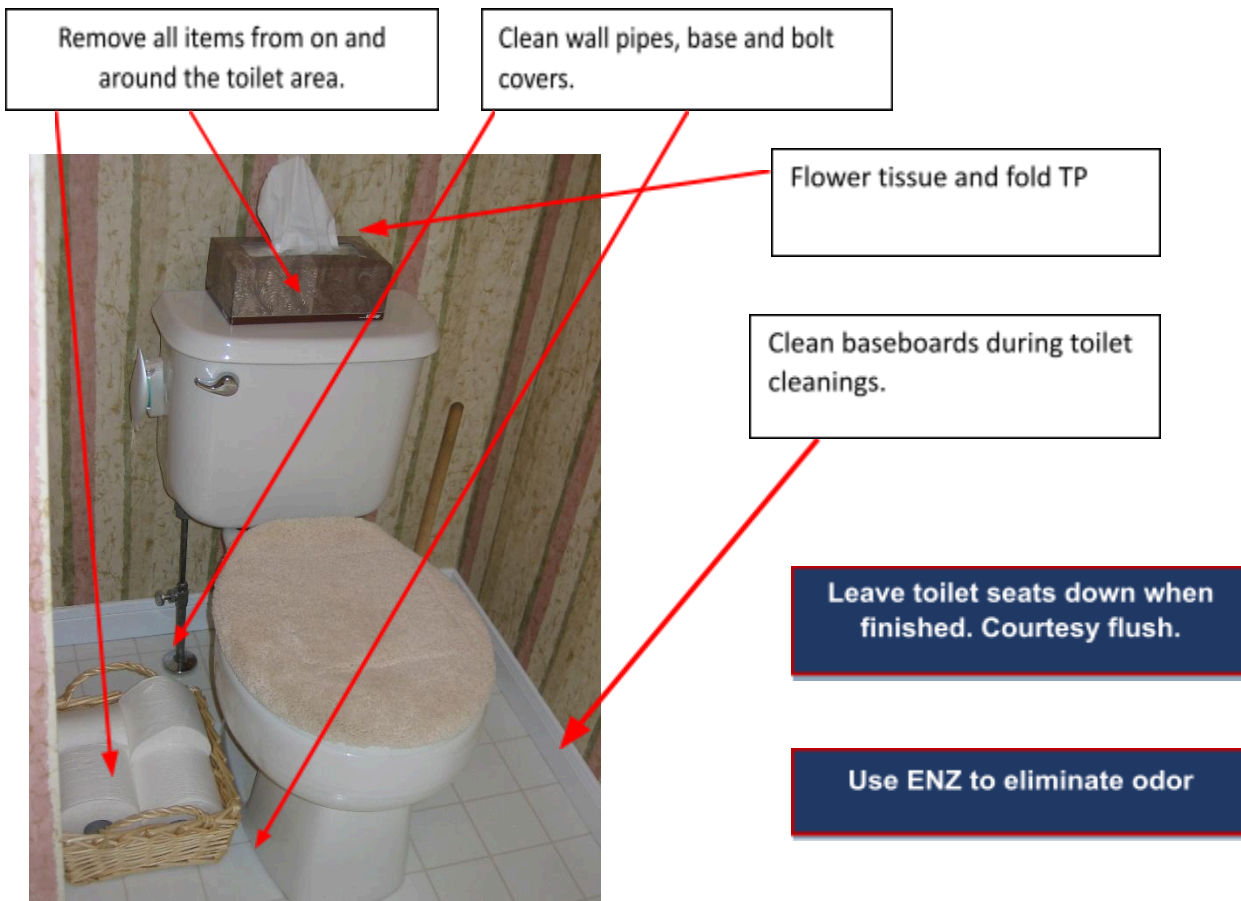 Remove all items from on and
around the toilet area.
Clean wall pipes, base and bolt
covers.
Flower tissue and fold TP
Clean baseboards during toilet
cleanings.
Leave toilet seats down when
finished. Courtesy flush.
Use ENZ to eliminate odor